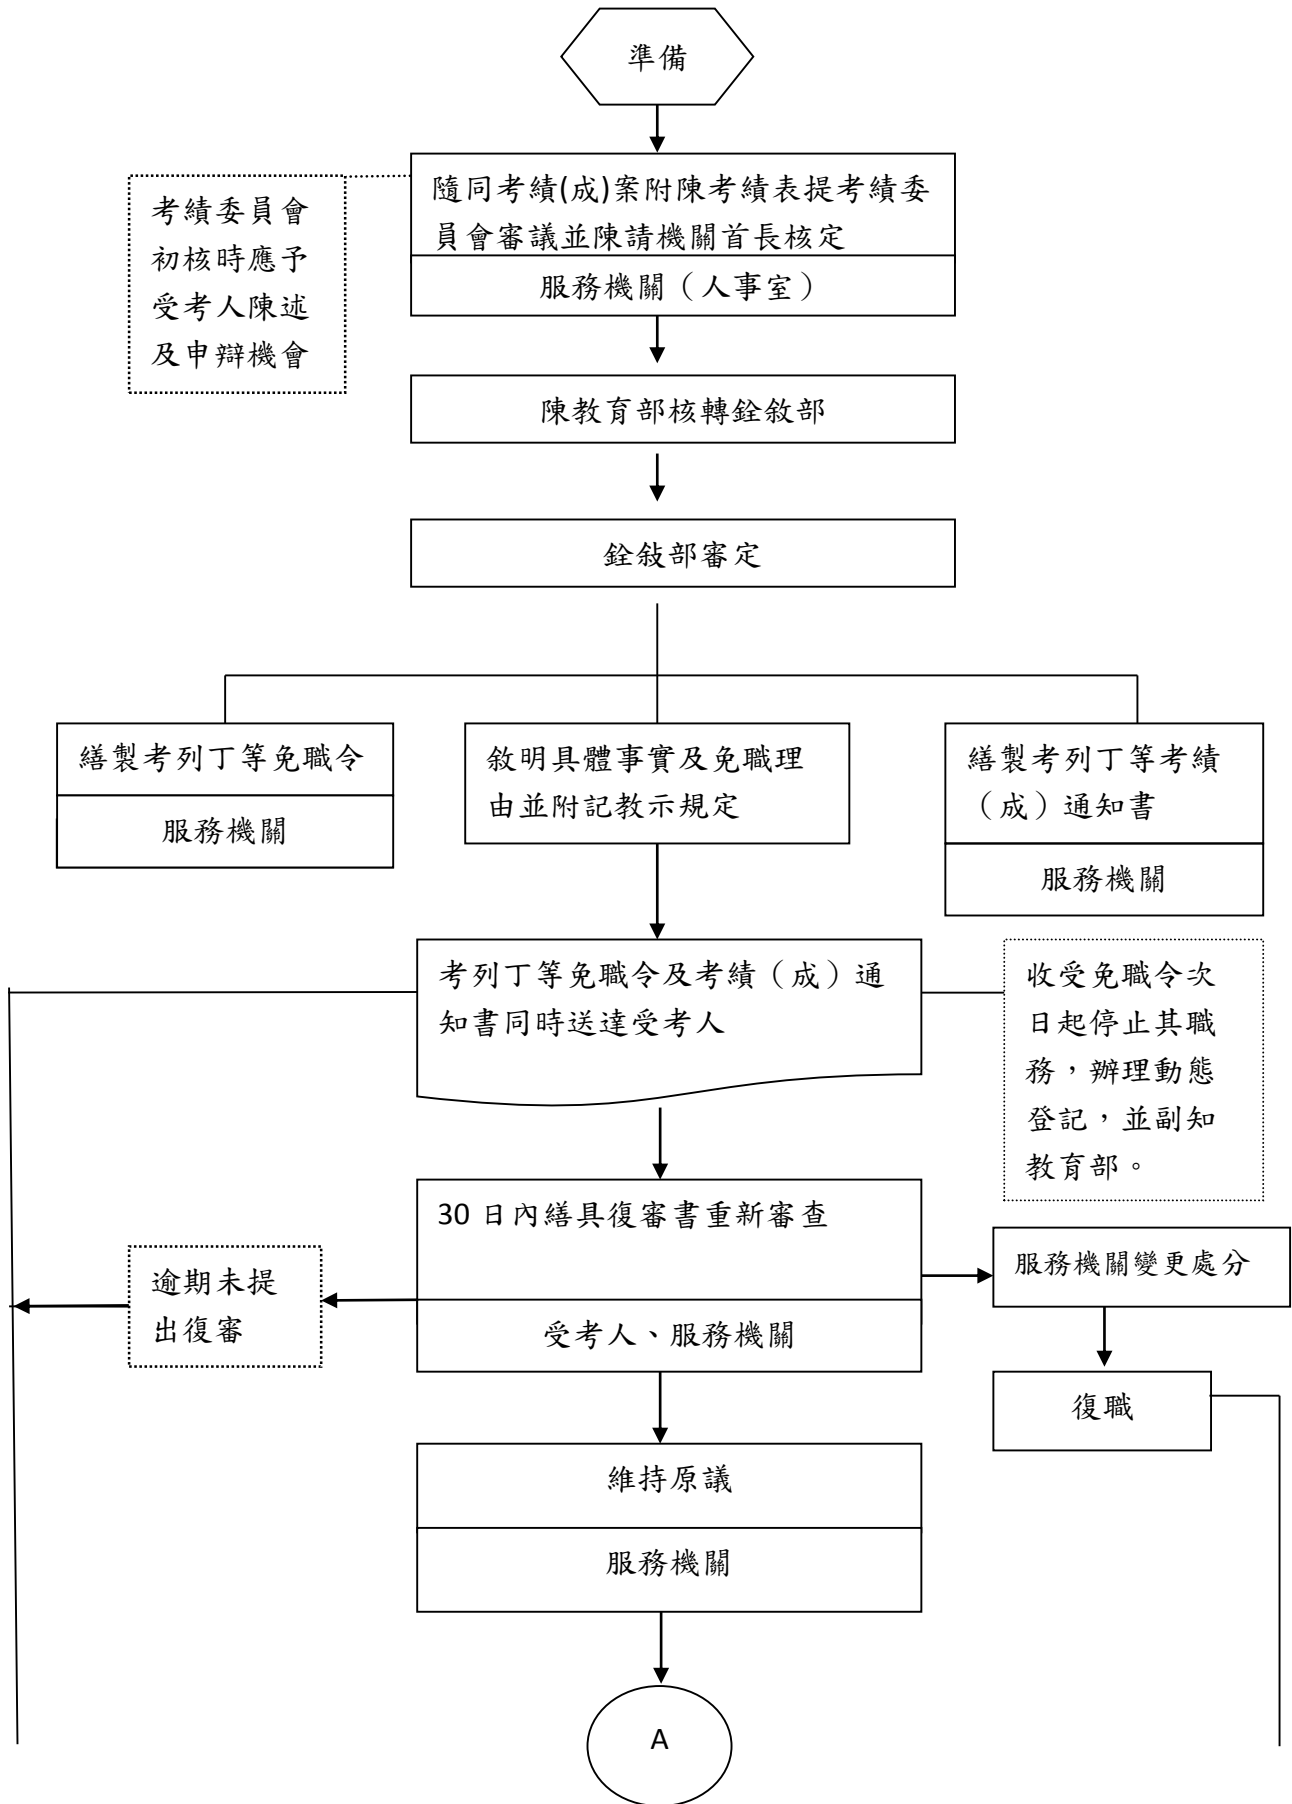 準備
隨同考績(成)案附陳考績表提考績委
員會審議並陳請機關首長核定
服務機關（人事室）
考績委員會
初核時應予
受考人陳述
及申辯機會
陳教育部核轉銓敘部
銓敍部審定
繕製考列丁等免職令
服務機關
敘明具體事實及免職理
由並附記教示規定
繕製考列丁等考績
（成）通知書
服務機關
考列丁等免職令及考績（成）通
知書同時送達受考人
收受免職令次
日起停止其職
務，辦理動態
登記，並副知
教育部。
30 日內繕具復審書重新審查
受考人、服務機關
逾期未提
出復審
服務機關變更處分
復職
維持原議
服務機關
A